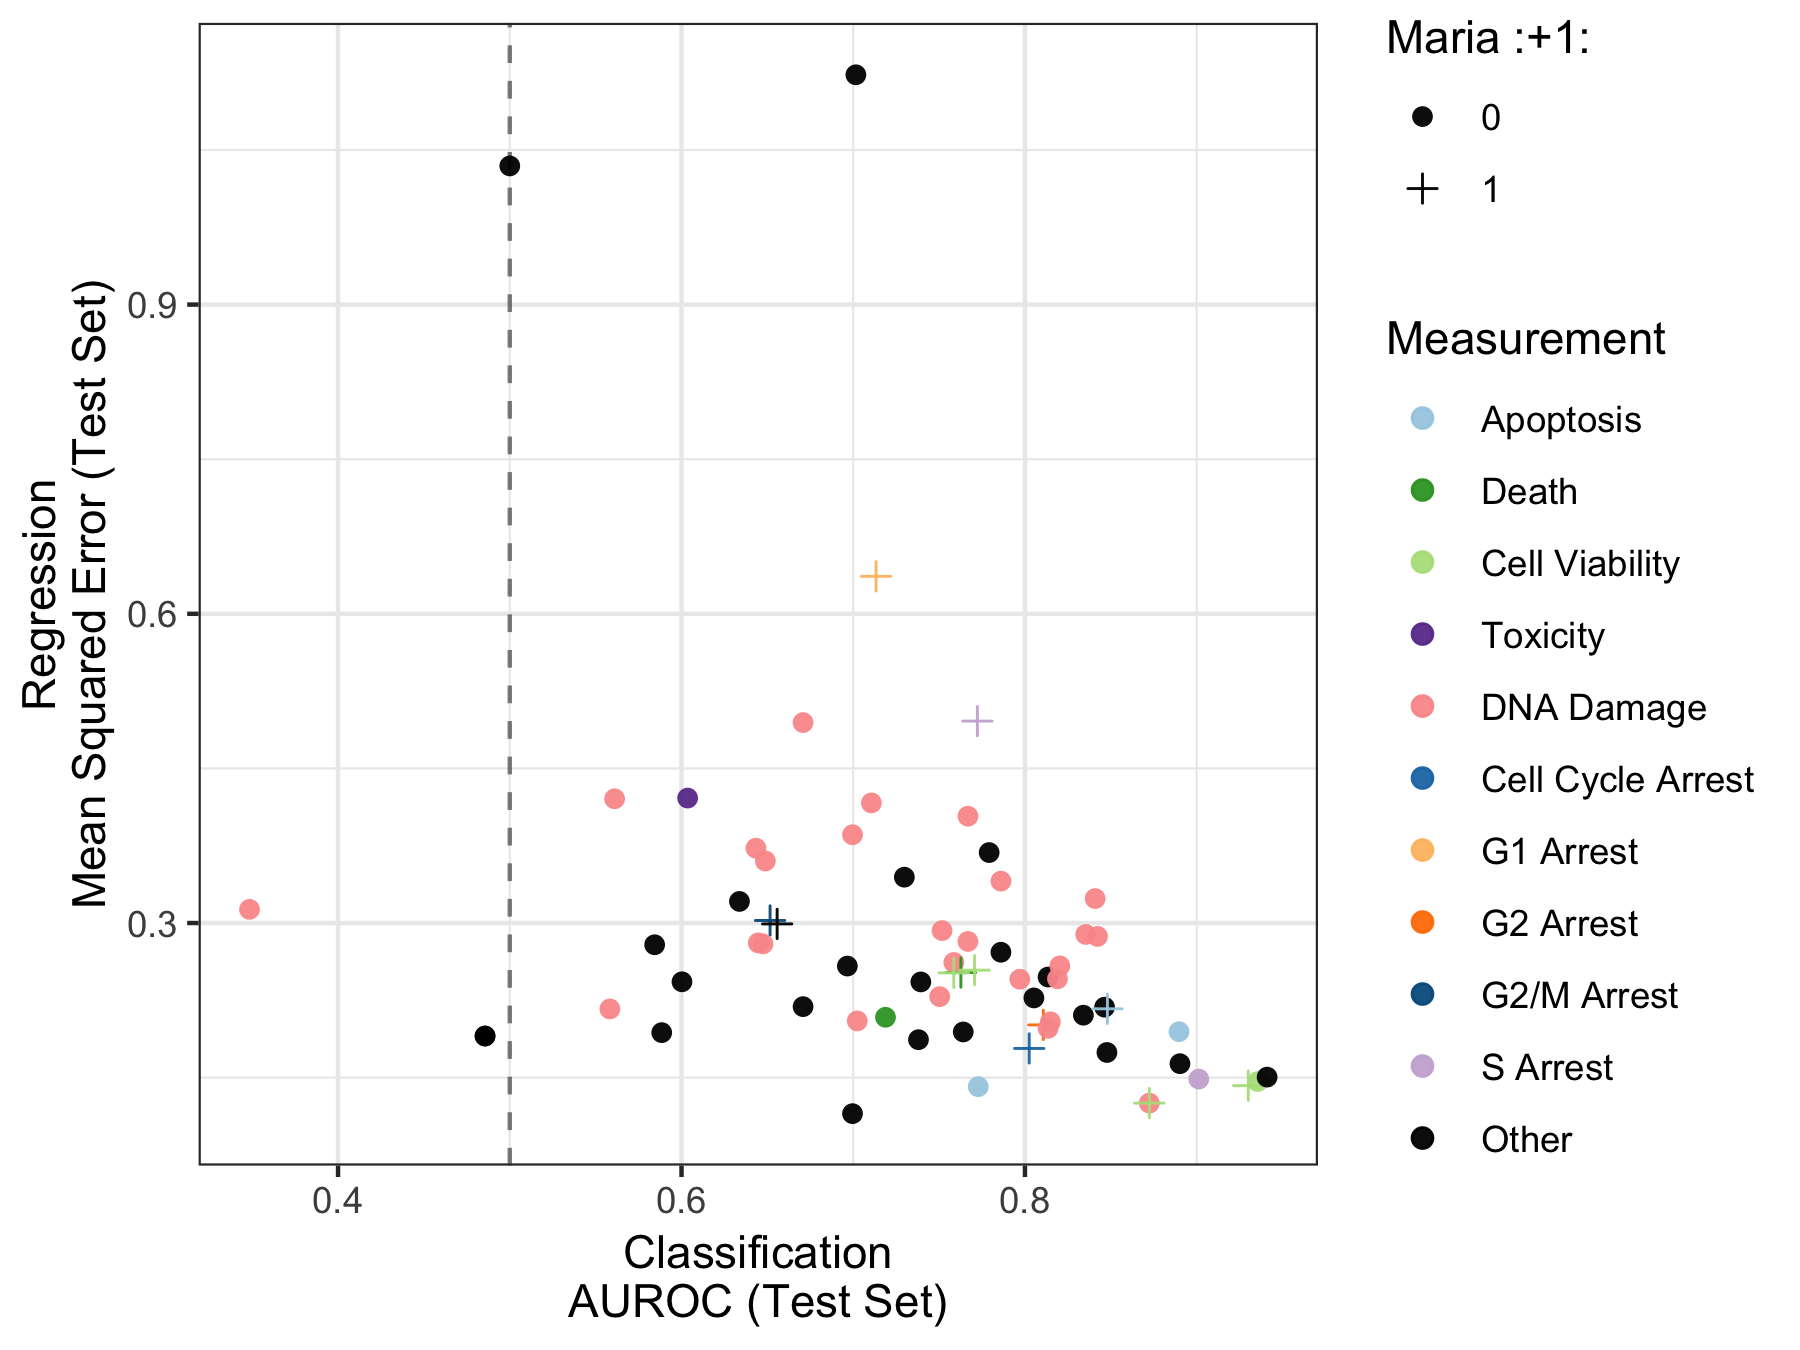 Regression
Mean Squared Error (Test Set)
0.9
0.6
0.3
0.4
0.6
0.8
Classification
AUROC (Test Set)
Maria :+1:
0
1
Measurement
Apoptosis
Death
Cell Viability
Toxicity
DNA Damage
Cell Cycle Arrest
G1 Arrest
G2 Arrest
G2/M Arrest
S Arrest
Other